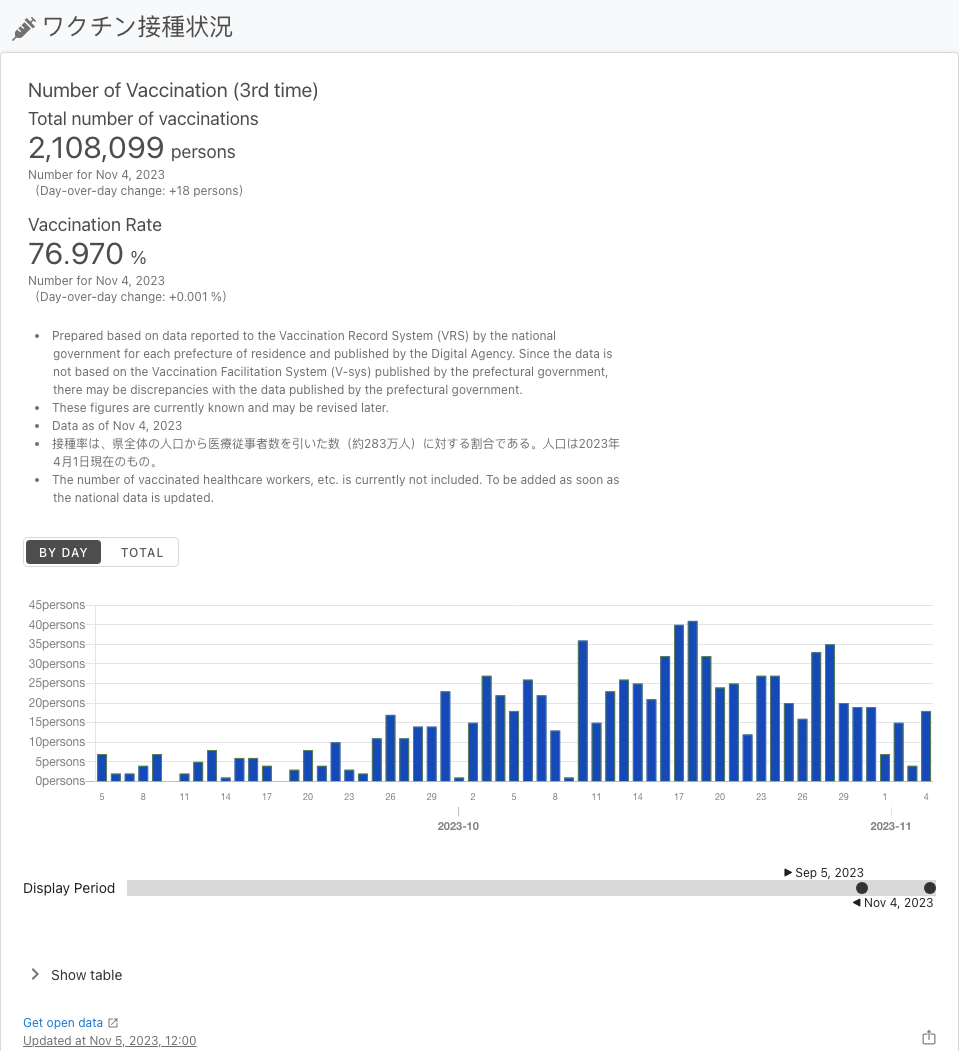 ワクチン接種状況
Number of Vaccination (3rd time)
Total number of vaccinations
2,108,099 persons
Number for Nov 4, 2023
(Day-over-day change: +18 persons)
Vaccination Rate
76.970 %
Number for Nov 4, 2023
(Day-over-day change: +0.001 %)
• Prepared based on data reported to the Vaccination Record System (VRS) by the national
government for each prefecture of residence and published by the Digital Agency. Since the data is
not based on the Vaccination Facilitation System (V-sys) published by the prefectural government,
there may be discrepancies with the data published by the prefectural government.
• These figures are currently known and may be revised later.
• Data as of Nov 4, 2023
• 接種率は、県全体の人口から医療従事者数を引いた数（約283万人）に対する割合である。人口は2023年
4月1日現在のもの。
• The number of vaccinated healthcare workers, etc. is currently not included. To be added as soon as
the national data is updated.
BY DAY TOTAL
45persons
40persons
35persons
30persons
25persons
20persons
15persons
10persons
5persons
0persons
5 8 11 14 17 20 23 26 29 2 5 8 11 14 17 20 23 26 29 1 4
2023-10 2023-11
▶ Sep 5, 2023
Display Period
◀ Nov 4, 2023
Show table
Get open data
Updated at Nov 5, 2023, 12:00